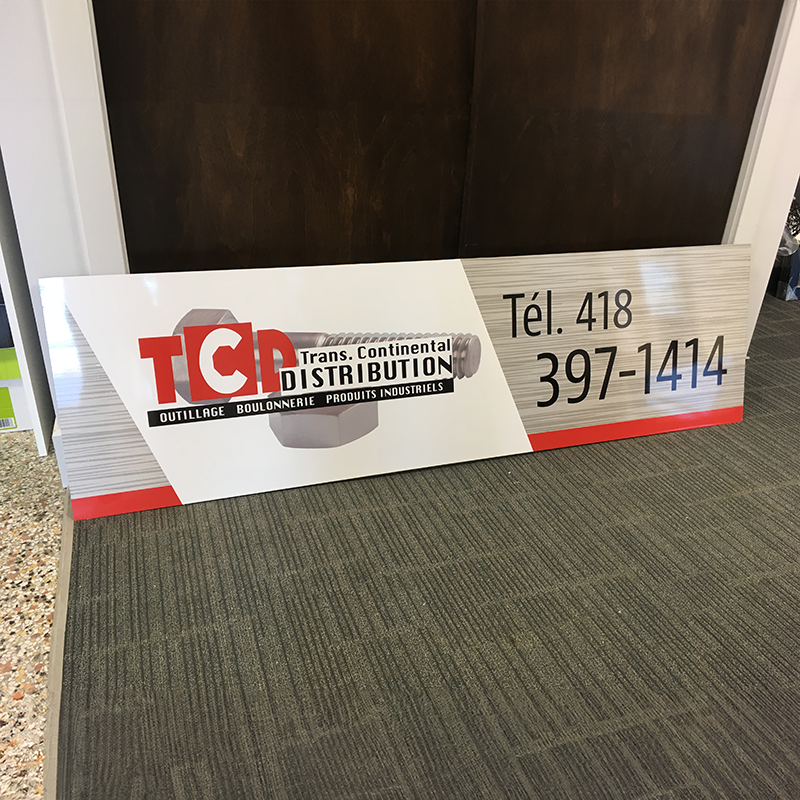 TCD
Trans. Continental
DISTRIBUTION
OUTILLAGE BOULONNERIE PRODUITS INDUSTRIELS
Tél. 418
397-1414